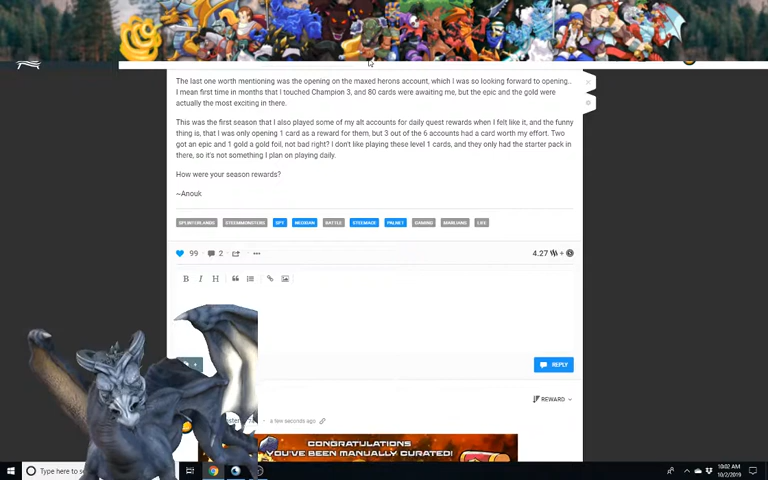 The last one worth mentioning was the opening on the maxed herons account, which I was so looking forward to opening...
I mean first time in months that I touched Champion 3, and 80 cards were awaiting me, but the epic and the gold were
actually the most exciting in there.
This was the first season that I also played some of my alt accounts for daily quest rewards when I felt like it, and the funny
thing is, that I was only opening 1 card as a reward for them, but 3 out of the 6 accounts had a card worth my effort. Two
got an epic and 1 gold a gold foil, not bad right? I don't like playing these level 1 cards, and they only had the starter pack in
there, so it's not something I plan on playing daily.
How were your season rewards?
~Anouk
SPLINTERLANDS STEEMMONSTERS SPT NEOXIAN BATTLE STEEMACE PALNET GAMING MARLIANS LIFE
99 2 4.27 +
B I H
REPLY
REWARD
a few seconds ago
CONGRATULATIONS
YOU'VE BEEN MANUALLY CURATED!
Type here to se
10:02 AM
10/2/2019